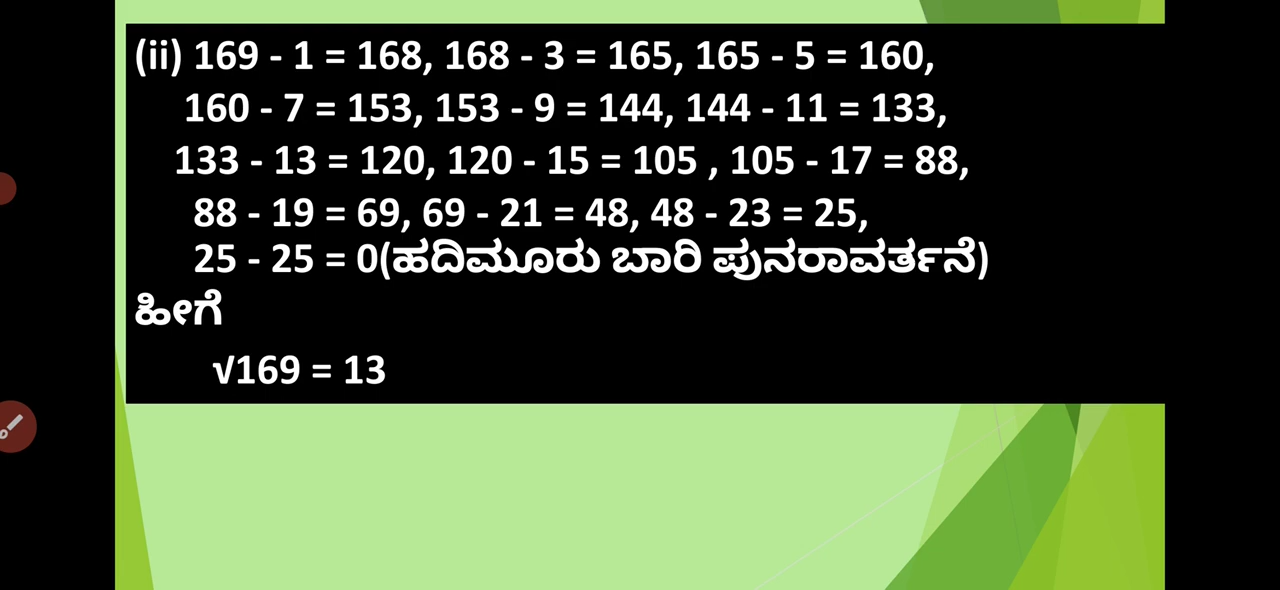 (ii) 169 - 1 = 168, 168 - 3 = 165, 165 - 5 = 160,
160 - 7 = 153, 153 - 9 = 144, 144 - 11 = 133,
133 - 13 = 120, 120 - 15 = 105 , 105 - 17 = 88,
88 - 19 = 69, 69 - 21 = 48, 48 - 23 = 25,
25 - 25 = 0(ಹದಿಮೂರು ಬಾರಿ ಪುನರಾವರ್ತನೆ)
ಹೀಗೆ
√169 = 13